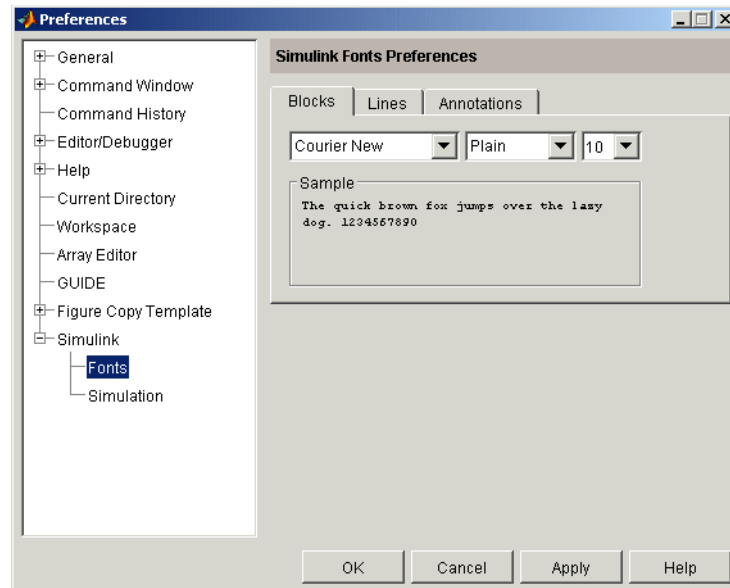 Preferences
General
Command Window
Command History
Editor/Debugger
Help
Current Directory
Workspace
Array Editor
GUIDE
Figure Copy Template
Simulink
Fonts
Simulation
Simulink Fonts Preferences
Blocks Lines Annotations
Courier New Plain 10
Sample
The quick brown fox jumps over the lazy
dog. 1234567890
OK Cancel Apply Help